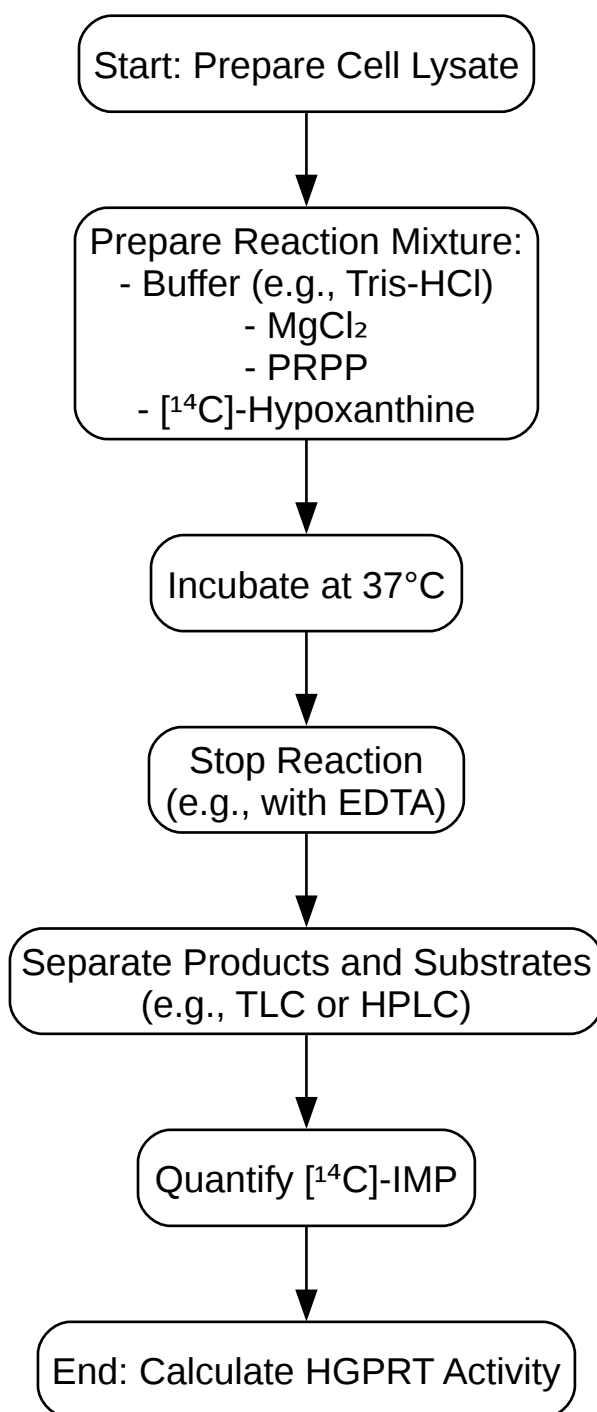 Start: Prepare Cell Lysate
Prepare Reaction Mixture:
- Buffer (e.g., Tris-HCl)
- MgCl₂
- PRPP
- [¹⁴C]-Hypoxanthine
Incubate at 37°C
Stop Reaction
(e.g., with EDTA)
Separate Products and Substrates
(e.g., TLC or HPLC)
Quantify [¹⁴C]-IMP
End: Calculate HGPRT Activity